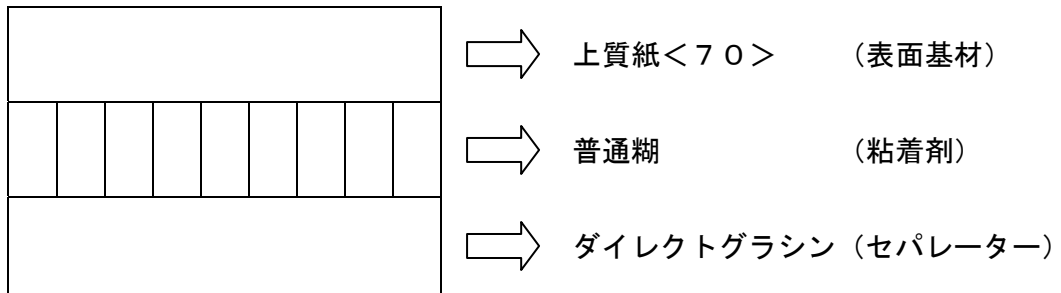 上質紙＜７０＞　　（表面基材）
普通糊　　　　　　（粘着剤）
ダイレクトグラシン（セパレーター）